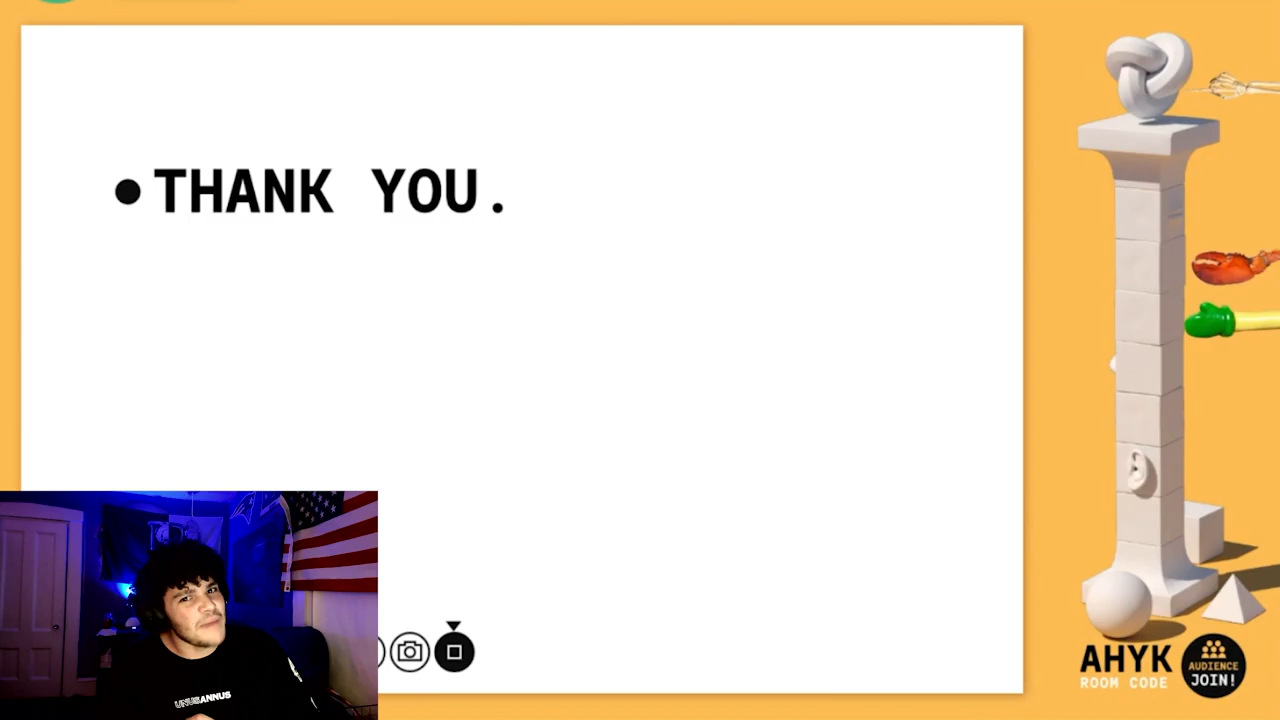 • THANK YOU.
UNUS ANNUS
AHYK
ROOM CODE
AUDIENCE
JOIN!